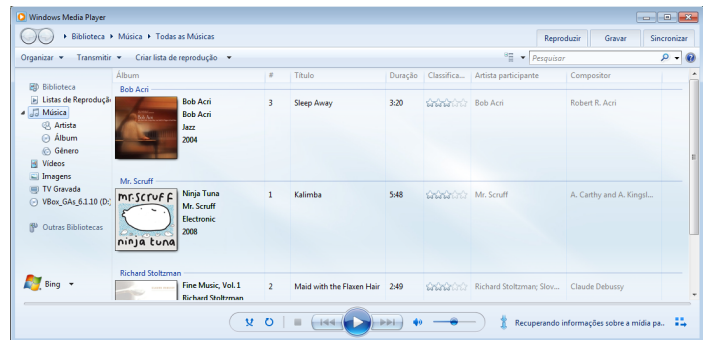 Windows Media Player
Biblioteca Música Todas as Músicas
Reproduzir Gravar Sincronizar
Organizar Transmitir Criar lista de reprodução Pesquisar
Álbum # Título Duração Classifica... Artista participante Compositor
Biblioteca
Listas de Reprodução
Música
Artista
Álbum
Gênero
Vídeos
Imagens
TV Gravada
VBox_GAs_6.1.10 (D:)
Outras Bibliotecas
Bing
Bob Acri
Bob Acri 3 Sleep Away 3:20 Bob Acri Robert R. Acri
Bob Acri
Jazz
2004
Mr. Scruff
mr.scruff
ninja tuna
Ninja Tuna 1 Kalimba 5:48 Mr. Scruff A. Carthy and A. Kingsl...
Mr. Scruff
Electronic
2008
Richard Stoltzman
Fine Music, Vol. 1 2 Maid with the Flaxen Hair 2:49 Richard Stoltzman; Slov... Claude Debussy
Richard Stoltzman
Recuperando informações sobre a mídia pa..